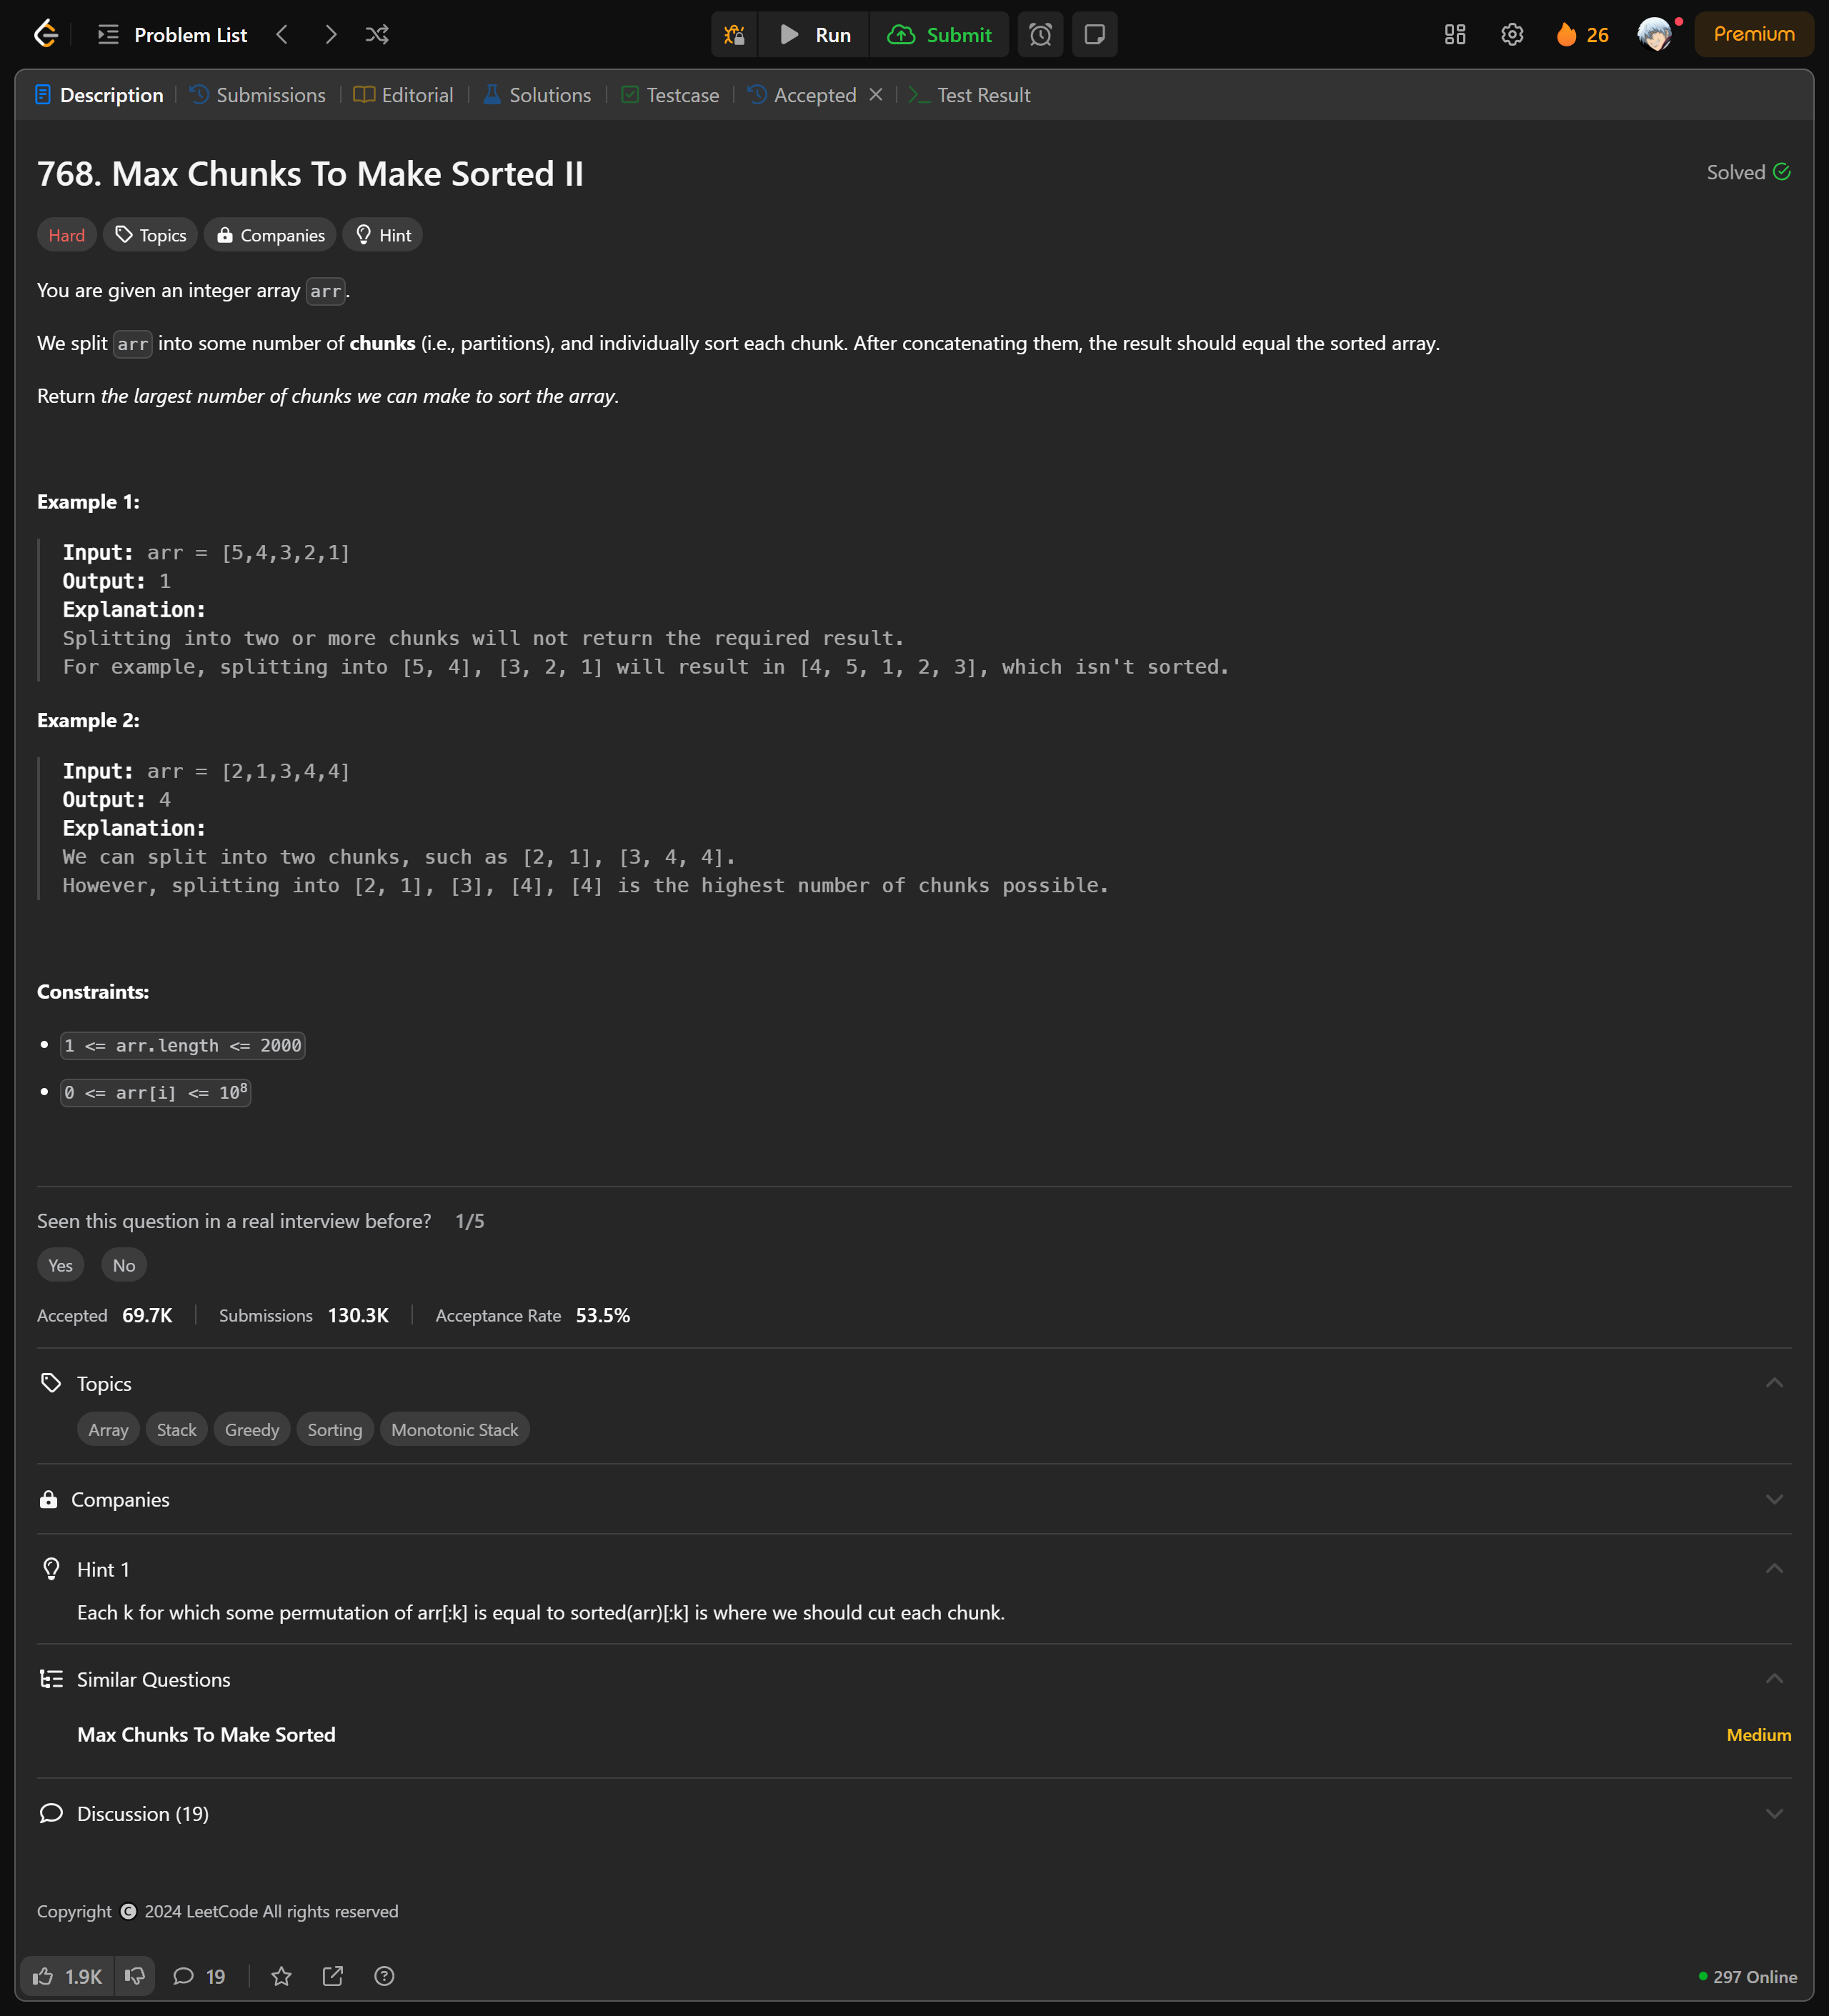 Problem List
Run
Submit
26
Premium
Description
Submissions
Editorial
Solutions
Testcase
Accepted
Test Result
768. Max Chunks To Make Sorted II
Solved
Hard
Topics
Companies
Hint
You are given an integer array arr.
We split arr into some number of chunks (i.e., partitions), and individually sort each chunk. After concatenating them, the result should equal the sorted array.
Return the largest number of chunks we can make to sort the array.
Example 1:
Input: arr = [5,4,3,2,1]
Output: 1
Explanation:
Splitting into two or more chunks will not return the required result.
For example, splitting into [5, 4], [3, 2, 1] will result in [4, 5, 1, 2, 3], which isn't sorted.
Example 2:
Input: arr = [2,1,3,4,4]
Output: 4
Explanation:
We can split into two chunks, such as [2, 1], [3, 4, 4].
However, splitting into [2, 1], [3], [4], [4] is the highest number of chunks possible.
Constraints:
• 1 <= arr.length <= 2000
• 0 <= arr[i] <= 10⁸
Seen this question in a real interview before? 1/5
Yes No
Accepted 69.7K Submissions 130.3K Acceptance Rate 53.5%
Topics
Array Stack Greedy Sorting Monotonic Stack
Companies
Hint 1
Each k for which some permutation of arr[:k] is equal to sorted(arr)[:k] is where we should cut each chunk.
Similar Questions
Max Chunks To Make Sorted Medium
Discussion (19)
Copyright © 2024 LeetCode All rights reserved
1.9K 19 297 Online